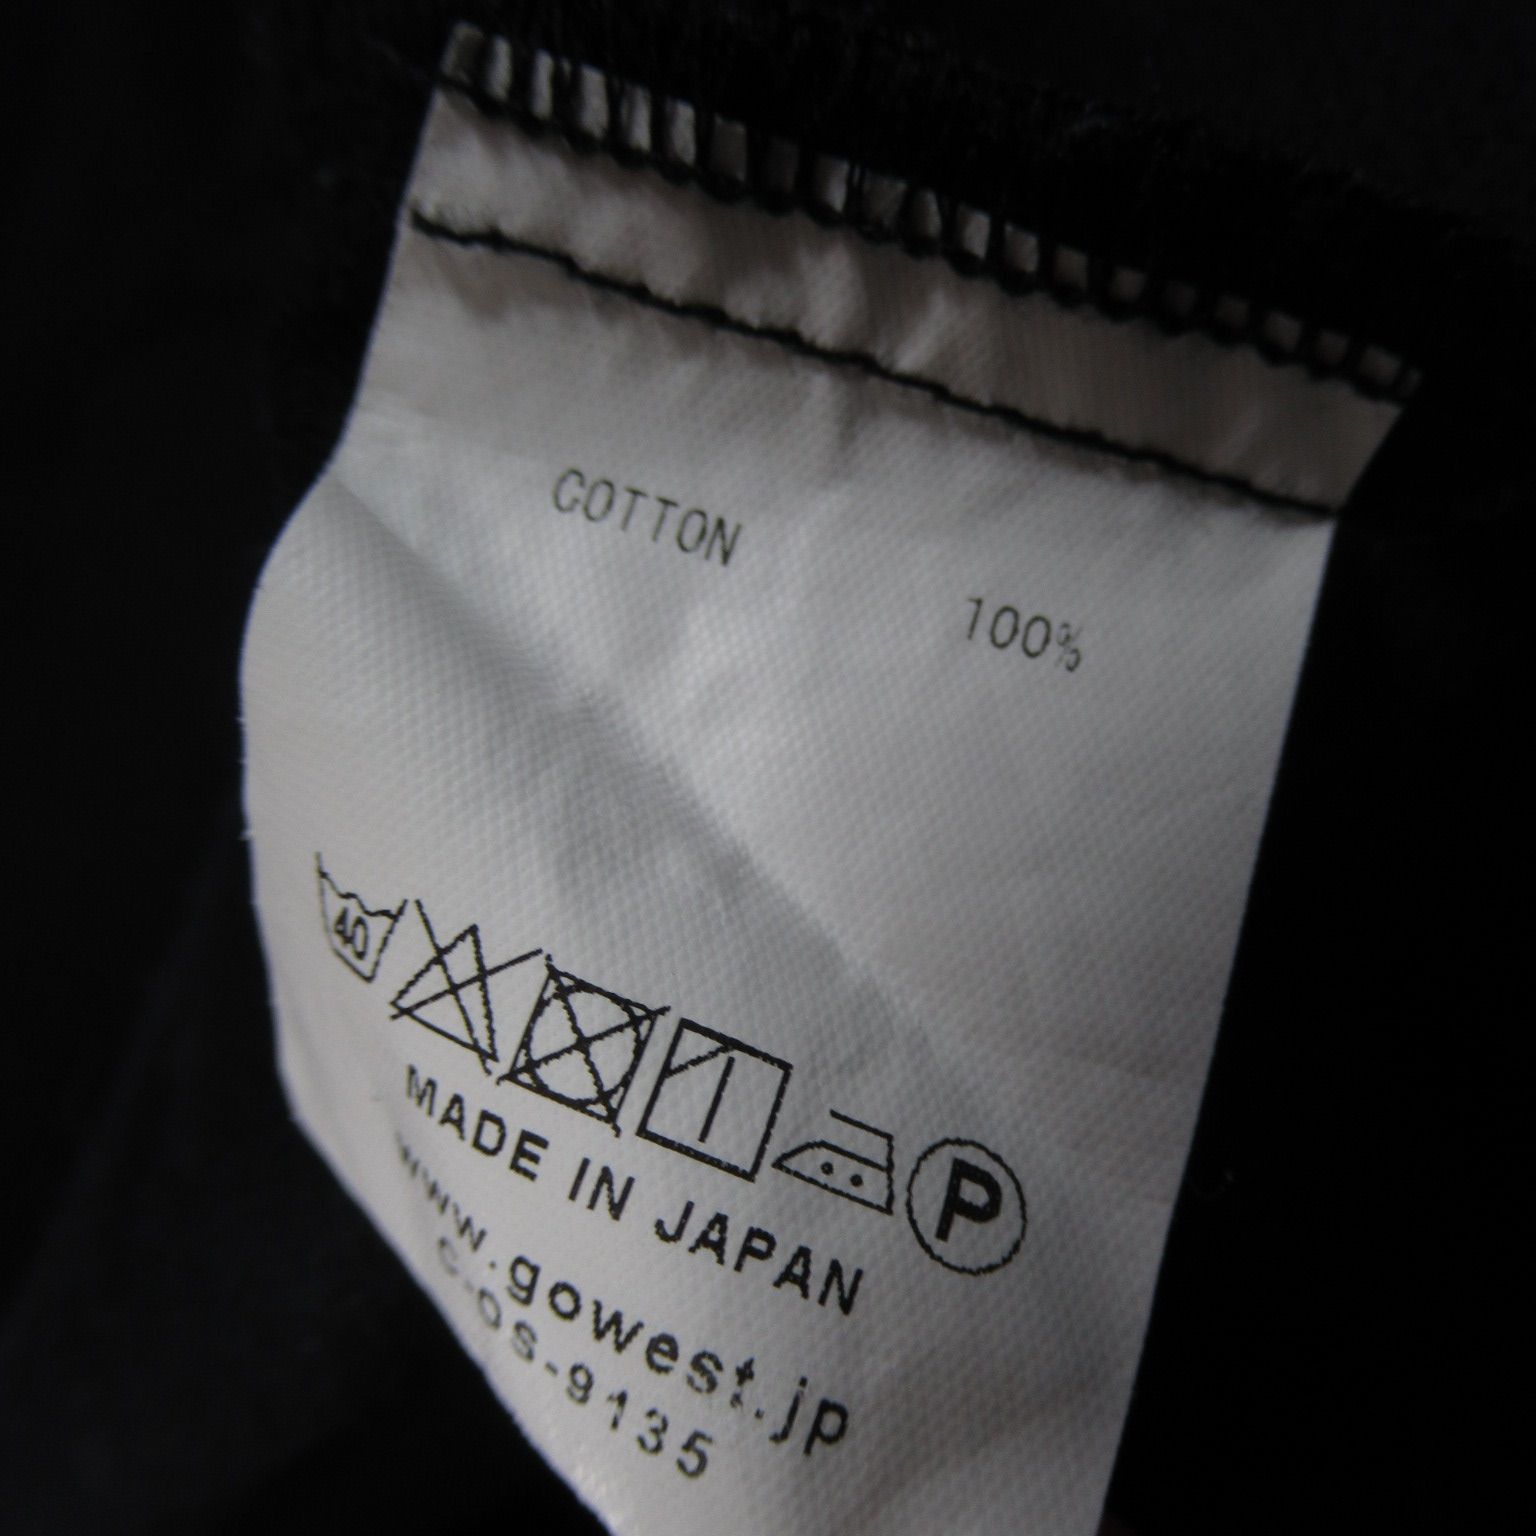 COTTON 100%
40
P
MADE IN JAPAN
www.gowest.jp
C-OS-9135